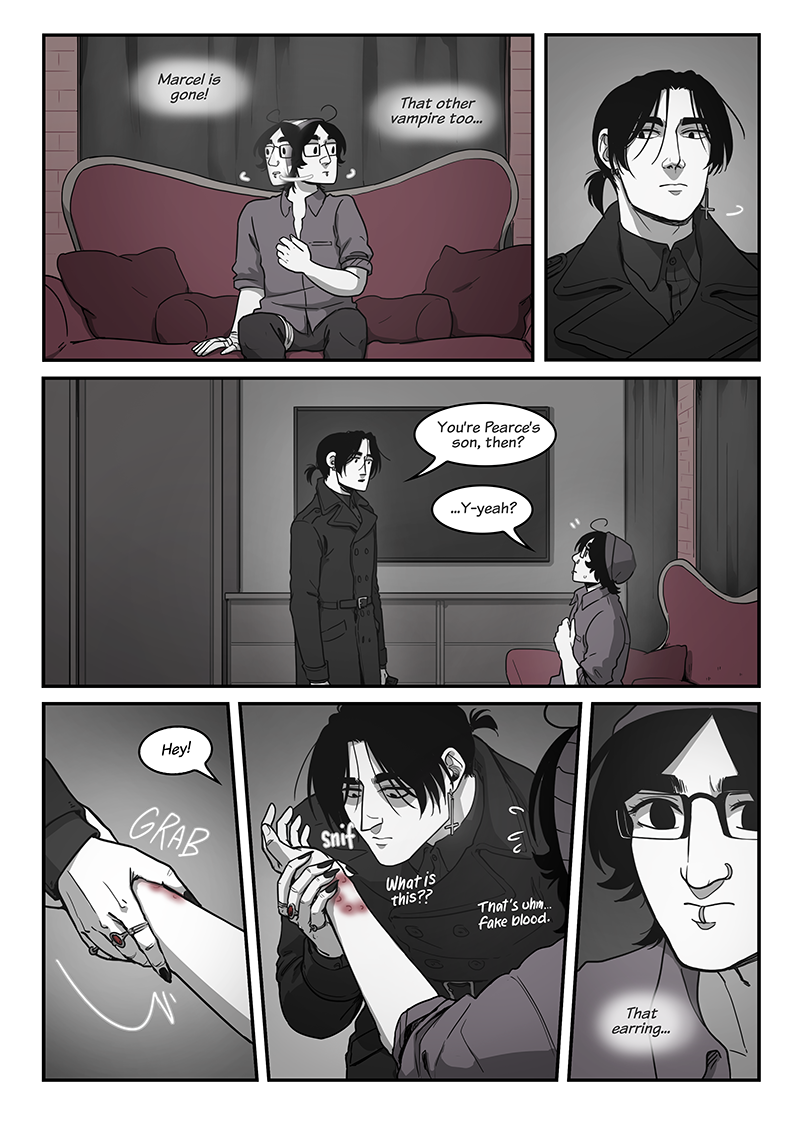 Marcel is
gone!
That other
vampire too...
You're Pearce's
son, then?
...Y-yeah?
Hey!
GRAB
snif
What is
this??
That's uhm...
fake blood.
That
earring...